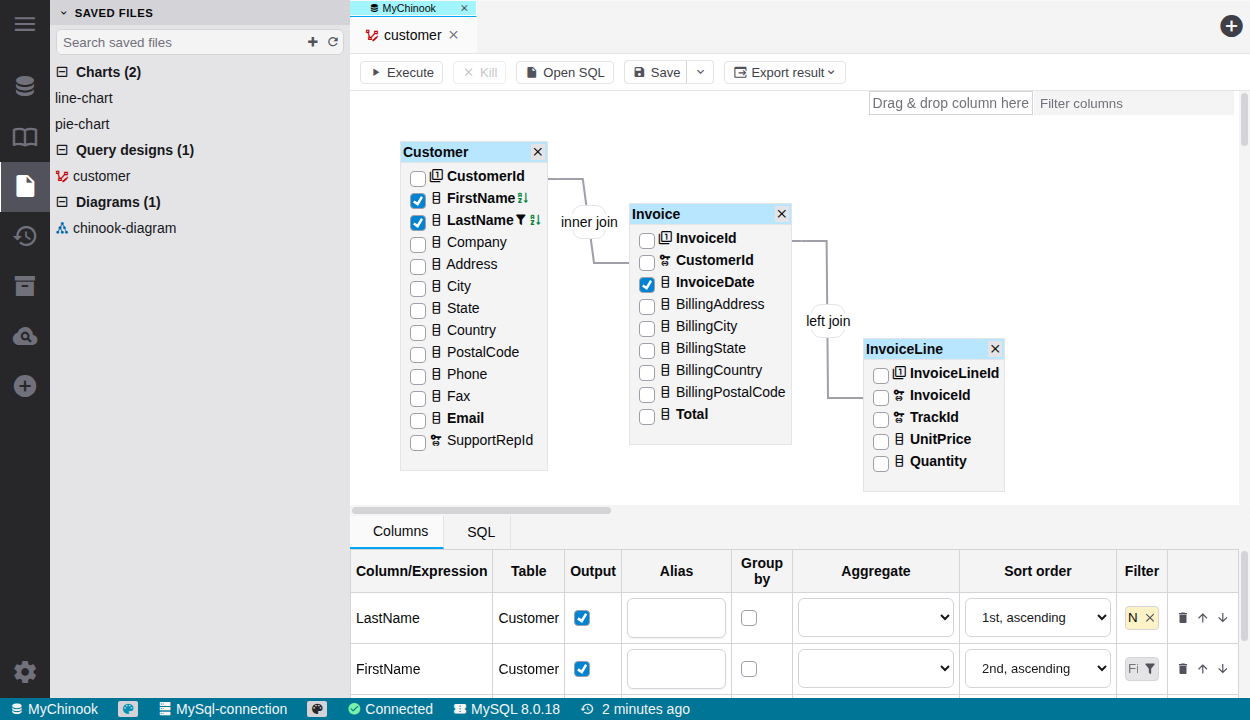 SAVED FILES
Search saved files
Charts (2)
line-chart
pie-chart
Query designs (1)
customer
Diagrams (1)
chinook-diagram
MyChinook
customer
Execute
Kill
Open SQL
Save
Export result
Drag & drop column here
Filter columns
Customer
CustomerId
FirstName
LastName
Company
Address
City
State
Country
PostalCode
Phone
Fax
Email
SupportRepId
inner join
Invoice
InvoiceId
CustomerId
InvoiceDate
BillingAddress
BillingCity
BillingState
BillingCountry
BillingPostalCode
Total
left join
InvoiceLine
InvoiceLineId
InvoiceId
TrackId
UnitPrice
Quantity
Columns SQL
Column/Expression Table Output Alias Group by Aggregate Sort order Filter
LastName Customer 1st, ascending N
FirstName Customer 2nd, ascending Fi
MyChinook MySql-connection Connected MySQL 8.0.18 2 minutes ago